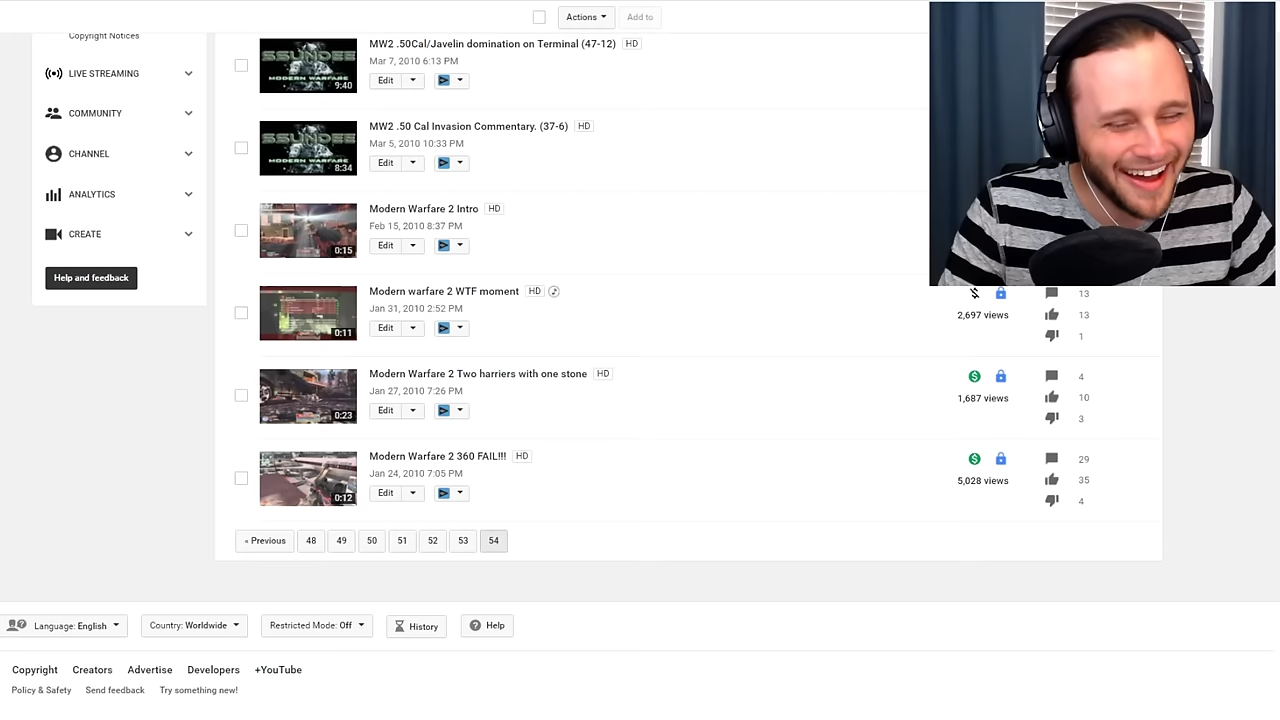 Actions
Add to
Copyright Notices
LIVE STREAMING
COMMUNITY
CHANNEL
ANALYTICS
CREATE
Help and feedback
SSUNDEE
MODERN WARFARE
9:40
MW2 .50Cal/Javelin domination on Terminal (47-12) HD
Mar 7, 2010 6:13 PM
Edit
SSUNDEE
MODERN WARFARE
8:34
MW2 .50 Cal Invasion Commentary. (37-6) HD
Mar 5, 2010 10:33 PM
Edit
0:15
Modern Warfare 2 Intro HD
Feb 15, 2010 8:37 PM
Edit
0:11
Modern warfare 2 WTF moment HD
Jan 31, 2010 2:52 PM
Edit
2,697 views
13
13
1
0:23
Modern Warfare 2 Two harriers with one stone HD
Jan 27, 2010 7:26 PM
Edit
1,687 views
4
10
3
0:12
Modern Warfare 2 360 FAIL!!! HD
Jan 24, 2010 7:05 PM
Edit
5,028 views
29
35
4
« Previous 48 49 50 51 52 53 54
Language: English Country: Worldwide Restricted Mode: Off History Help
Copyright Creators Advertise Developers +YouTube
Policy & Safety Send feedback Try something new!